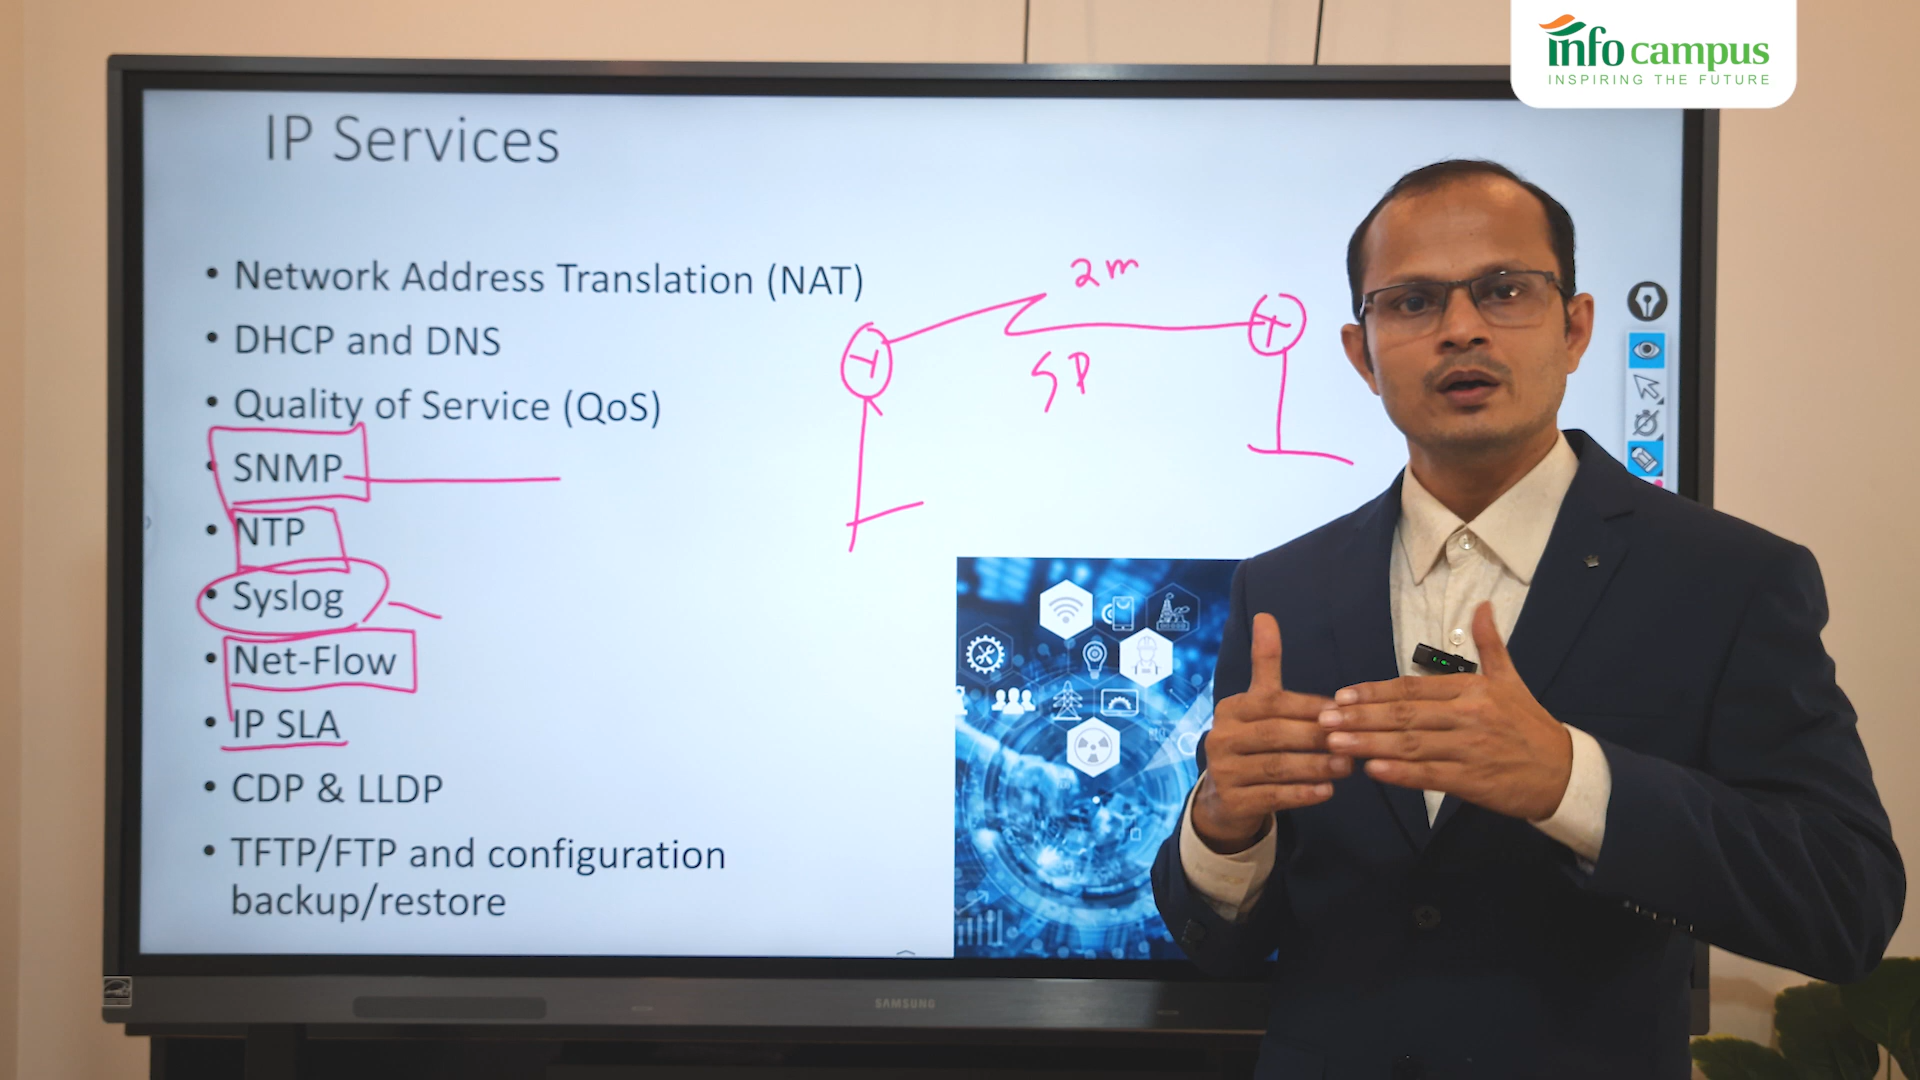 info campus
INSPIRING THE FUTURE
IP Services
• Network Address Translation (NAT)
• DHCP and DNS
• Quality of Service (QoS)
• SNMP
• NTP
• Syslog
• Net-Flow
• IP SLA
• CDP & LLDP
• TFTP/FTP and configuration
backup/restore
2m
SP
SAMSUNG